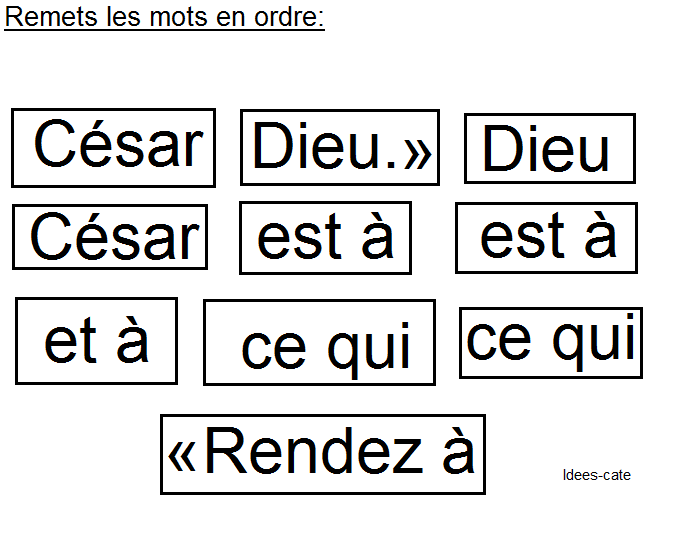 Remets les mots en ordre:
César Dieu.» Dieu
César est à est à
et à ce qui ce qui
«Rendez à
Idees-cate